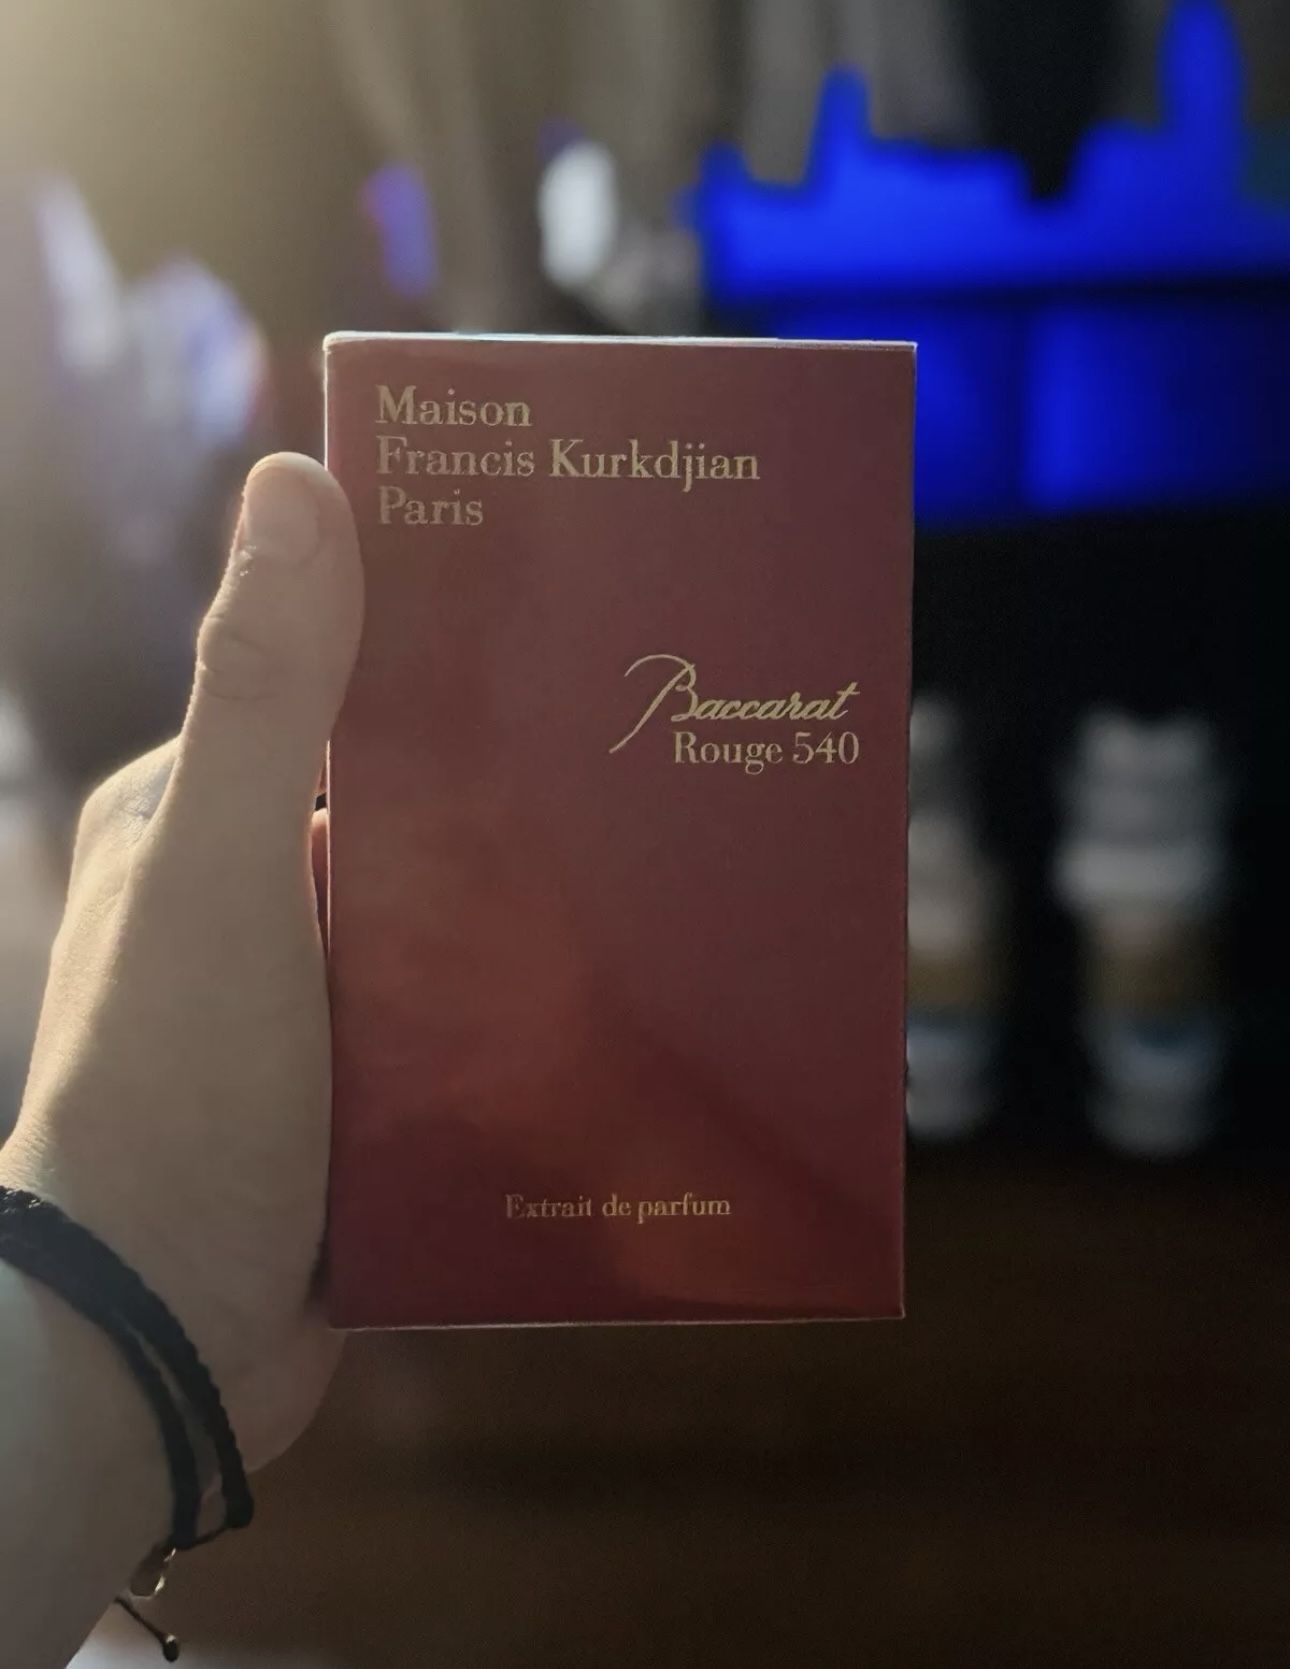 Maison
Francis Kurkdjian
Paris
Baccarat
Rouge 540
Extrait de parfum